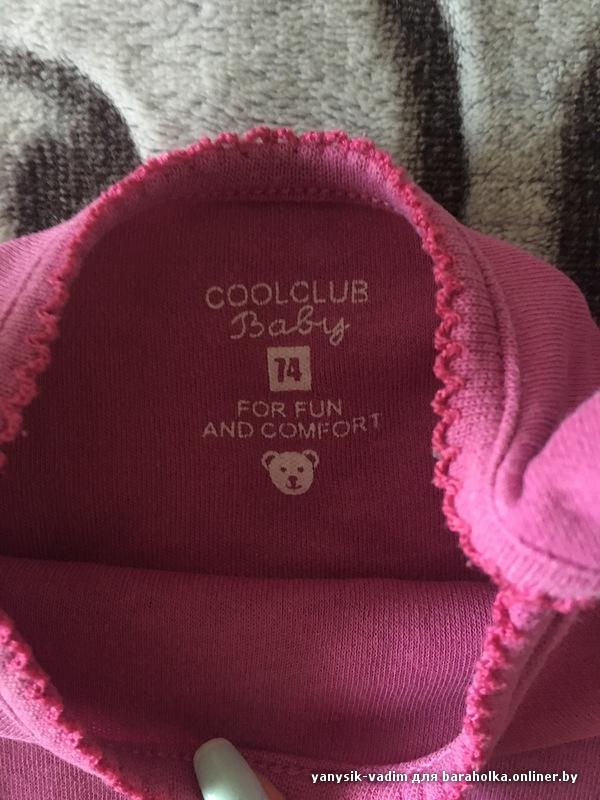 COOLCLUB
Baby
74
FOR FUN
AND COMFORT
yanysik-vadim для baraholka.onliner.by